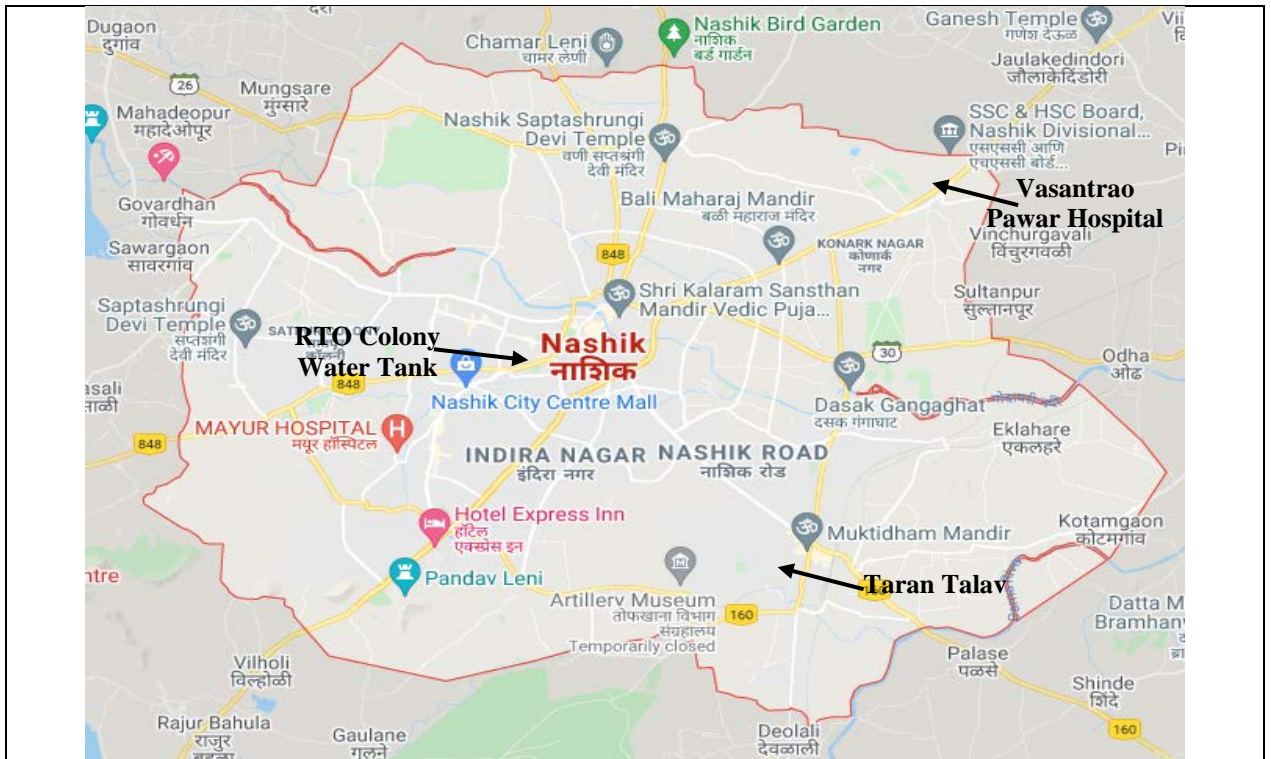 दरी
Dugaon
दुगांव
Nashik Bird Garden
नाशिक
बर्ड गार्डन
Chamar Leni
चामर लेणी
Ganesh Temple
गणेश टेऊळ
Jaulakedindori
जौलाकेदिंडोरी
26
Mungsare
मुंग्सारे
Mahadeopur
महादेओपूर
Nashik Saptashrungi
Devi Temple
वणी सप्तश्रृंगी
देवी मंदिर
SSC & HSC Board,
Nashik Divisional...
एसएससी आणि
एचएससी बोर्ड...
Vasantrao
Pawar Hospital
Bali Maharaj Mandir
बळी महाराज मंदिर
Govardhan
गोवर्धन
Sawargaon
सावरगांव
KONARK NAGAR
कोणार्क
नगर
Vinchurgavali
विंचुरगवळी
848
Shri Kalaram Sansthan
Mandir Vedic Puja...
Sultanpur
सुल्तानपूर
Saptashrungi
Devi Temple
सप्तशंगी
देवी मंदिर
RTO Colony
Water Tank
Nashik
नाशिक
30
Odha
ओढ
848
Nashik City Centre Mall
Dasak Gangaghat
दसक गंगाघाट
MAYUR HOSPITAL
मयूर हॉस्पिटल
H
848
Eklahare
एकलहरे
INDIRA NAGAR
इंदिरा नगर
NASHIK ROAD
नाशिक रोड
Hotel Express Inn
हॉटेल
एक्स्प्रेस इन
Muktidham Mandir
Kotamgaon
कोटमगांव
Pandav Leni
Taran Talav
160
Artillery Museum
तोफखाना विभाग
संग्रहालय
Temporarily closed
160
Palase
पळसे
Vilholi
विल्होळी
Shinde
शिंदे
Rajur Bahula
राजुर
Gaulane
गुलने
Deolali
देवळाली
160